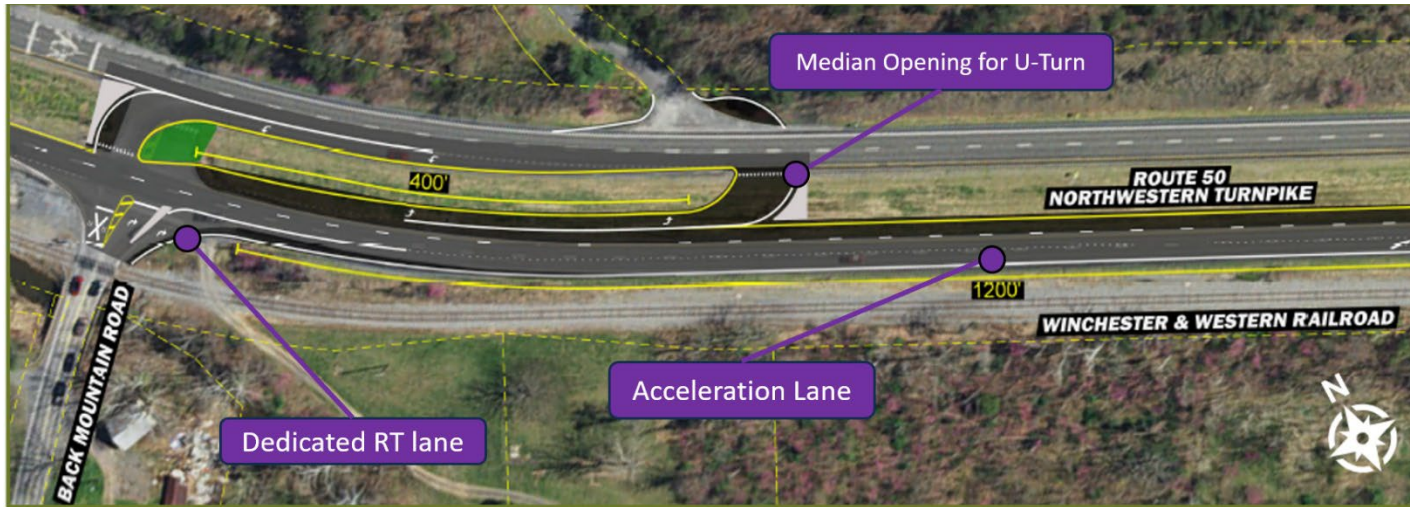 Median Opening for U-Turn
400'
ROUTE 50
NORTHWESTERN TURNPIKE
1200'
WINCHESTER & WESTERN RAILROAD
Acceleration Lane
Dedicated RT lane
BACK MOUNTAIN ROAD
N